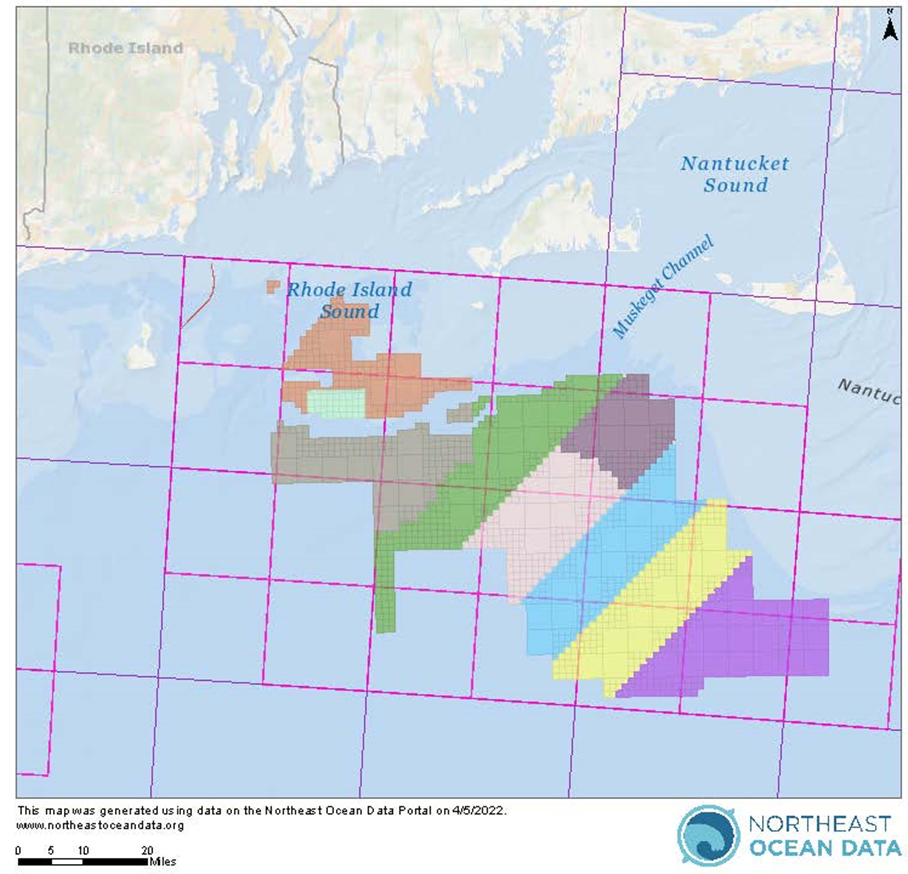 N
Rhode Island
Nantucket
Sound
Muskeget Channel
Rhode Island
Sound
Nantuc
This map was generated using data on the Northeast Ocean Data Portal on 4/5/2022.
www.northeastoceandata.org
0 5 10 20
Miles
NORTHEAST
OCEAN DATA